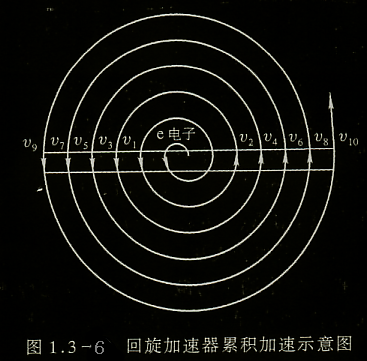 e电子
v₉ v₇ v₅ v₃ v₁ v₂ v₄ v₆ v₈ v₁₀
图 1.3-6 回旋加速器累积加速示意图